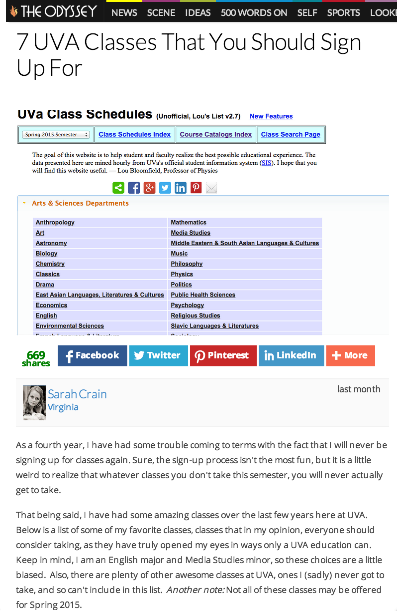 THE ODYSSEY NEWS SCENE IDEAS 500 WORDS ON SELF SPORTS LOOK
7 UVA Classes That You Should Sign
Up For
UVa Class Schedules (Unofficial, Lou's List v2.7) New Features
Spring 2015 Semester Class Schedules Index Course Catalogs Index Class Search Page
The goal of this website is to help student and faculty realize the best possible educational experience. The
data presented here are mined hourly from UVa's official student information system (SIS). I hope that you
will find this website useful. — Lou Bloomfield, Professor of Physics
Arts & Sciences Departments
Anthropology Mathematics
Art Media Studies
Astronomy Middle Eastern & South Asian Languages & Cultures
Biology Music
Chemistry Philosophy
Classics Physics
Drama Politics
East Asian Languages, Literatures & Cultures Public Health Sciences
Economics Psychology
English Religious Studies
Environmental Sciences Slavic Languages & Literatures
669 shares Facebook Twitter Pinterest LinkedIn More
Sarah Crain last month
Virginia
As a fourth year, I have had some trouble coming to terms with the fact that I will never be
signing up for classes again. Sure, the sign-up process isn't the most fun, but it is a little
weird to realize that whatever classes you don't take this semester, you will never actually
get to take.
That being said, I have had some amazing classes over the last few years here at UVA.
Below is a list of some of my favorite classes, classes that in my opinion, everyone should
consider taking, as they have truly opened my eyes in ways only a UVA education can.
Keep in mind, I am an English major and Media Studies minor, so these choices are a little
biased. Also, there are plenty of other awesome classes at UVA, ones I (sadly) never got to
take, and so can't include in this list. Another note: Not all of these classes may be offered
for Spring 2015.